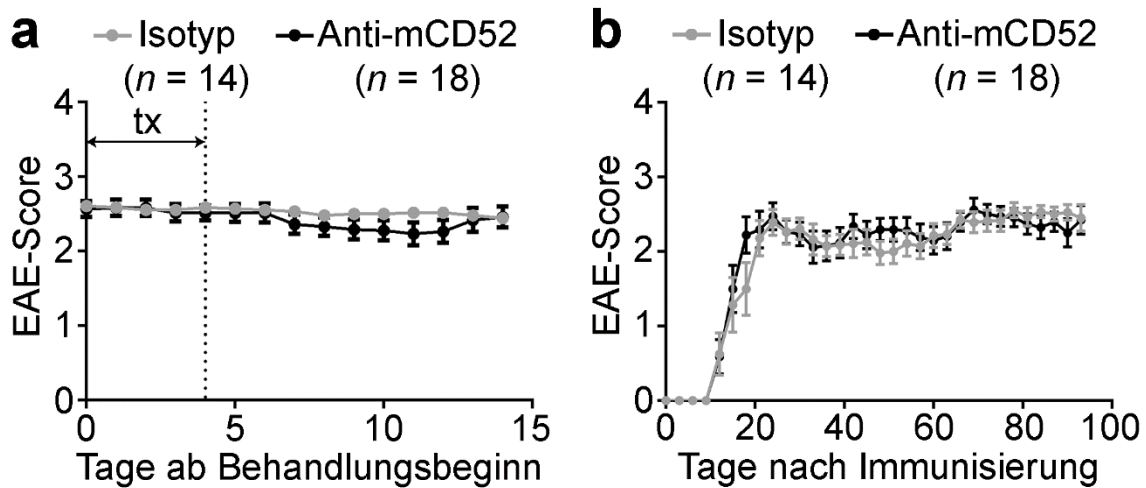 a Isotyp Anti-mCD52
(n = 14) (n = 18)
tx
EAE-Score
4
3
2
1
0
0 5 10 15
Tage ab Behandlungsbeginn
b Isotyp Anti-mCD52
(n = 14) (n = 18)
EAE-Score
4
3
2
1
0
0 20 40 60 80 100
Tage nach Immunisierung